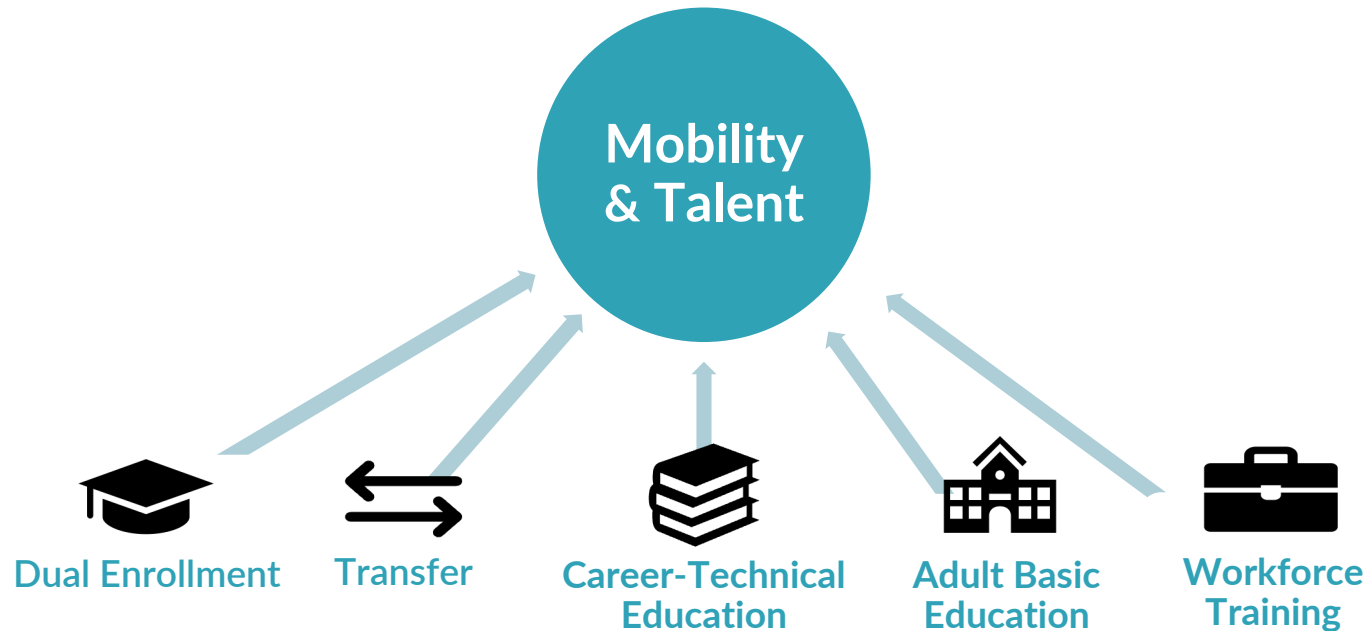 Mobility
& Talent
Dual Enrollment
Transfer
Career-Technical
Education
Adult Basic
Education
Workforce
Training